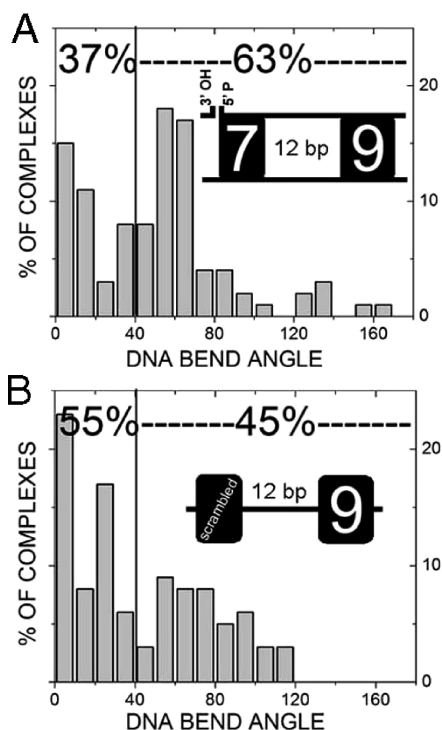 A
37% 63%
3' OH
5' P
7 12 bp 9
% OF COMPLEXES
20
10
0
0 40 80 120 160
DNA BEND ANGLE
B
55% 45%
scrambled 12 bp 9
% OF COMPLEXES
20
10
0
0 40 80 120 160
DNA BEND ANGLE